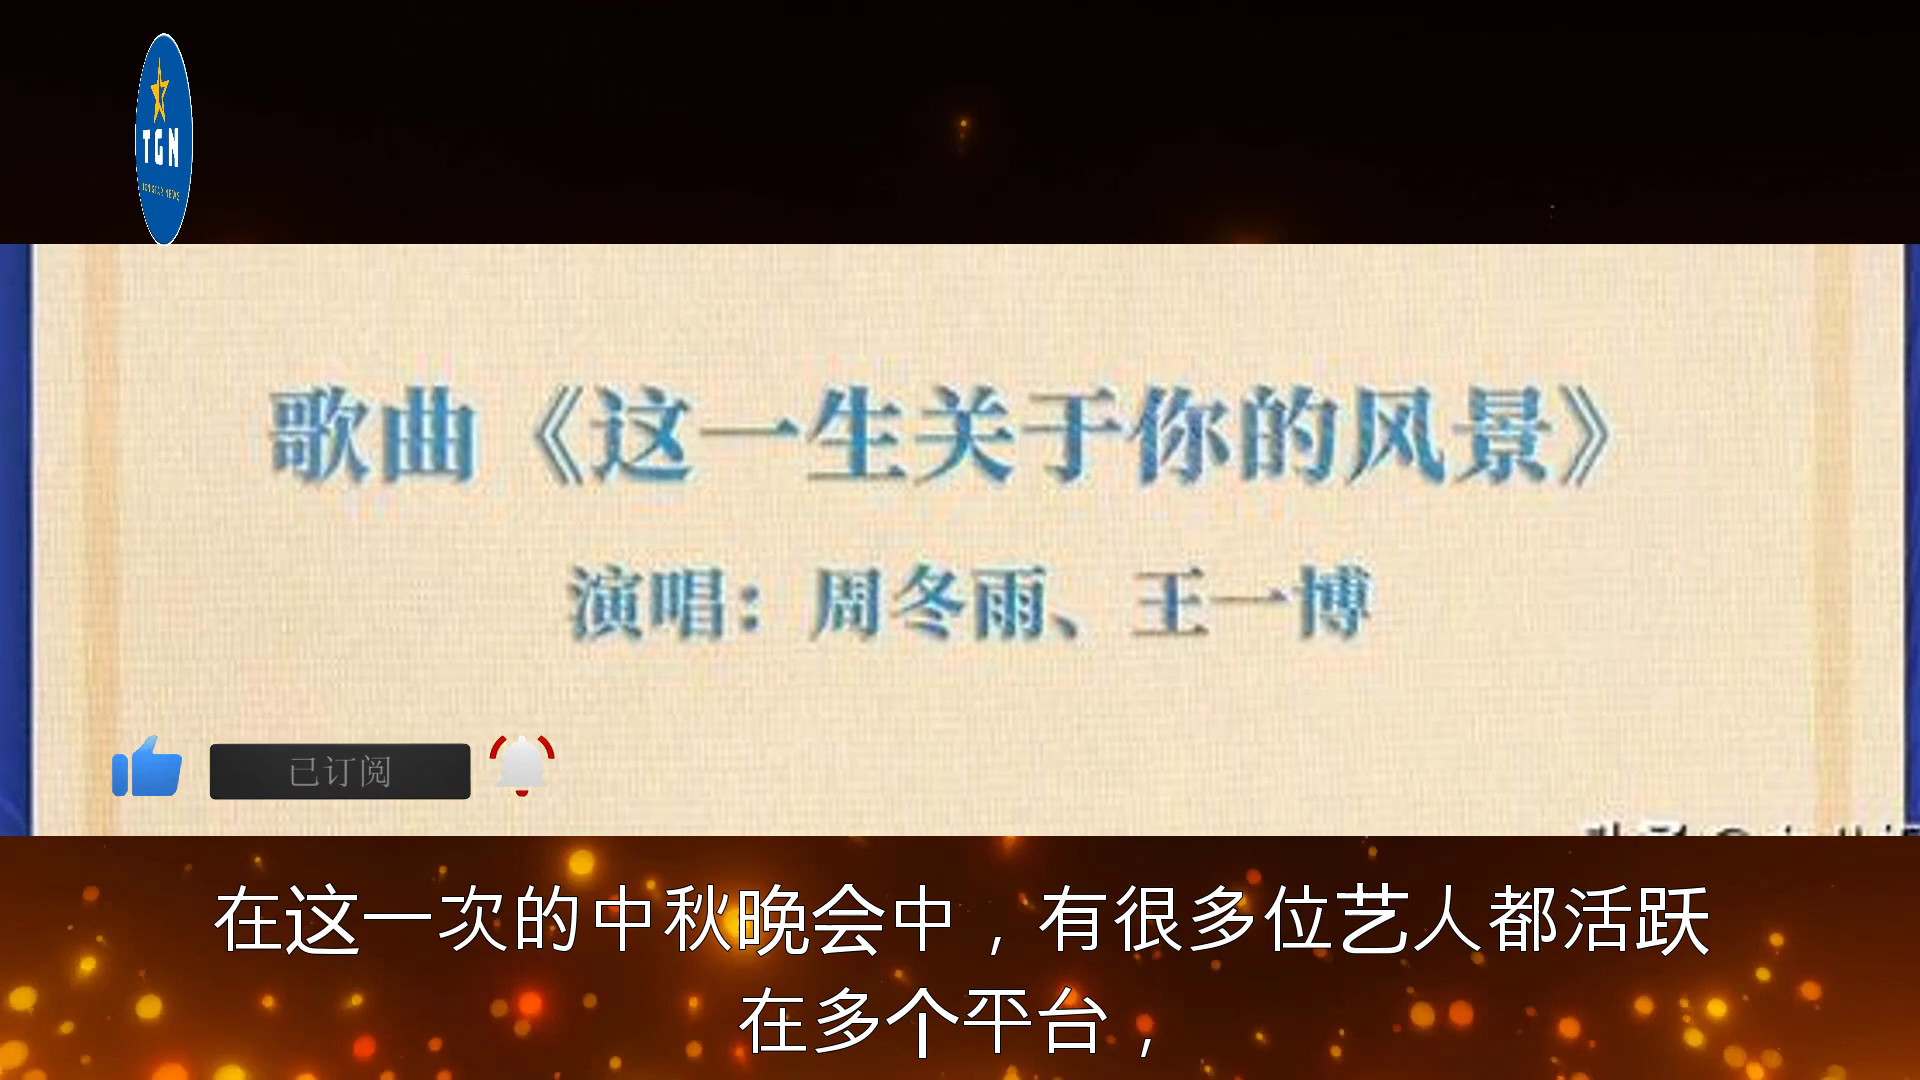 TGN
歌曲《这一生关于你的风景》
演唱：周冬雨、王一博
已订阅
在这一次的中秋晚会中，有很多位艺人都活跃
在多个平台，